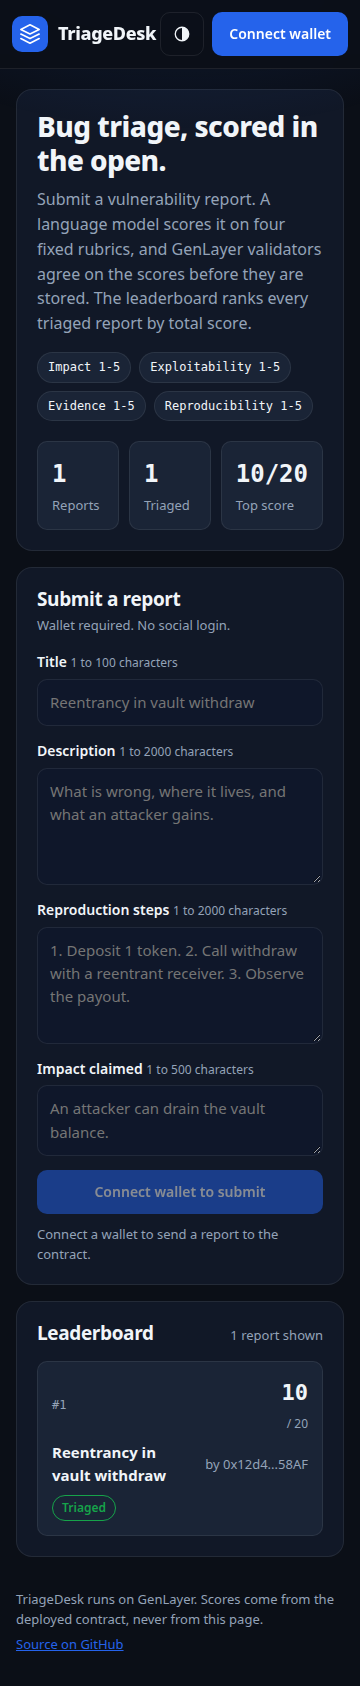 TriageDesk
Connect wallet
Bug triage, scored in
the open.
Submit a vulnerability report. A
language model scores it on four
fixed rubrics, and GenLayer validators
agree on the scores before they are
stored. The leaderboard ranks every
triaged report by total score.
Impact 1-5
Exploitability 1-5
Evidence 1-5
Reproducibility 1-5
1
Reports
1
Triaged
10/20
Top score
Submit a report
Wallet required. No social login.
Title 1 to 100 characters
Reentrancy in vault withdraw
Description 1 to 2000 characters
What is wrong, where it lives, and
what an attacker gains.
Reproduction steps 1 to 2000 characters
1. Deposit 1 token. 2. Call withdraw
with a reentrant receiver. 3. Observe
the payout.
Impact claimed 1 to 500 characters
An attacker can drain the vault
balance.
Connect wallet to submit
Connect a wallet to send a report to the
contract.
Leaderboard
1 report shown
#1
10
/ 20
Reentrancy in
vault withdraw
by 0x12d4...58AF
Triaged
TriageDesk runs on GenLayer. Scores come from the
deployed contract, never from this page.
Source on GitHub